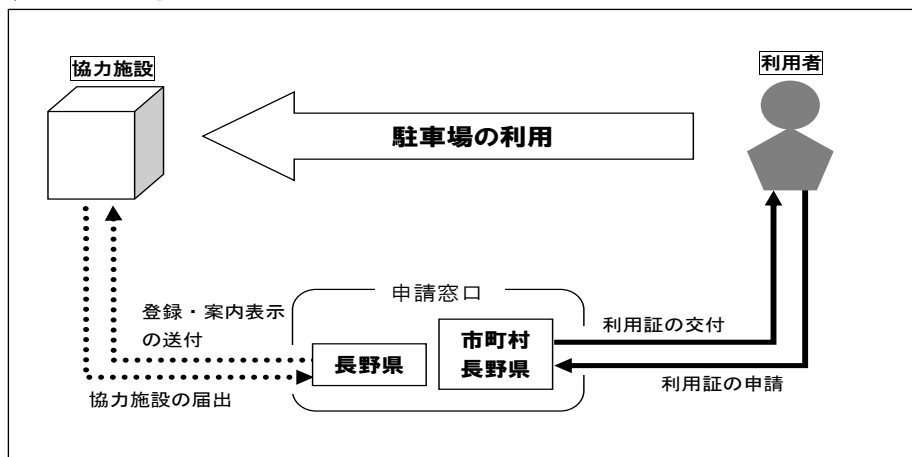 協力施設
利用者
駐車場の利用
申請窓口
登録・案内表示
の送付
長野県
市町村
長野県
利用証の交付
利用証の申請
協力施設の届出